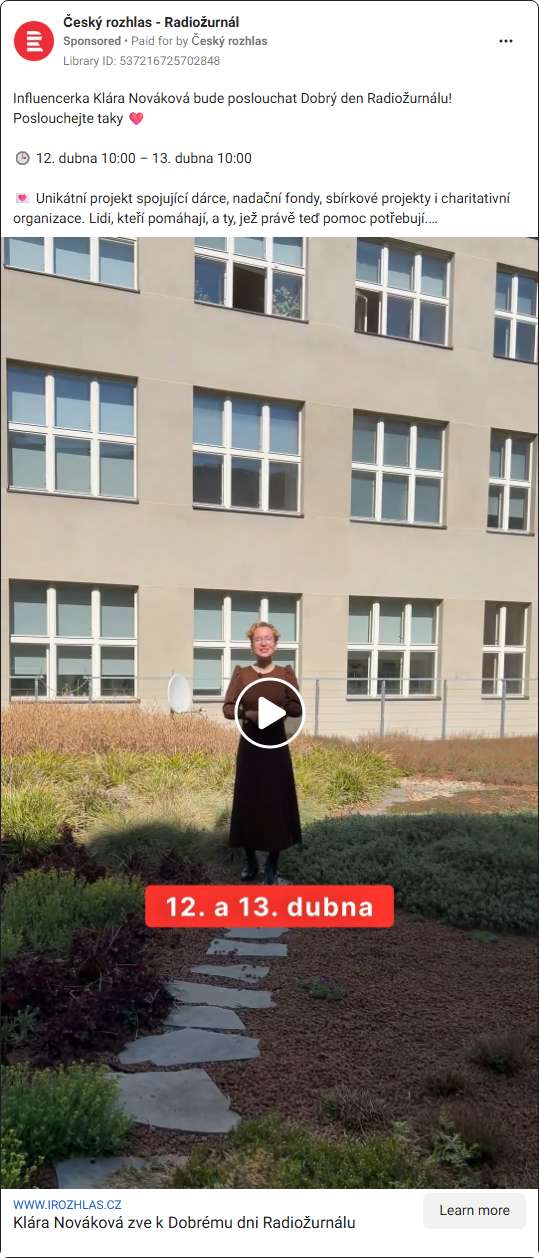 Český rozhlas - Radiožurnál
Sponsored • Paid for by Český rozhlas
Library ID: 537216725702848
Influencerka Klára Nováková bude poslouchat Dobrý den Radiožurnálu!
Poslouchejte taky 💓
🕒 12. dubna 10:00 – 13. dubna 10:00
💌 Unikátní projekt spojující dárce, nadační fondy, sbírkové projekty i charitativní
organizace. Lidi, kteří pomáhají, a ty, jež právě teď pomoc potřebují....
12. a 13. dubna
WWW.IROZHLAS.CZ
Klára Nováková zve k Dobrému dni Radiožurnálu
Learn more